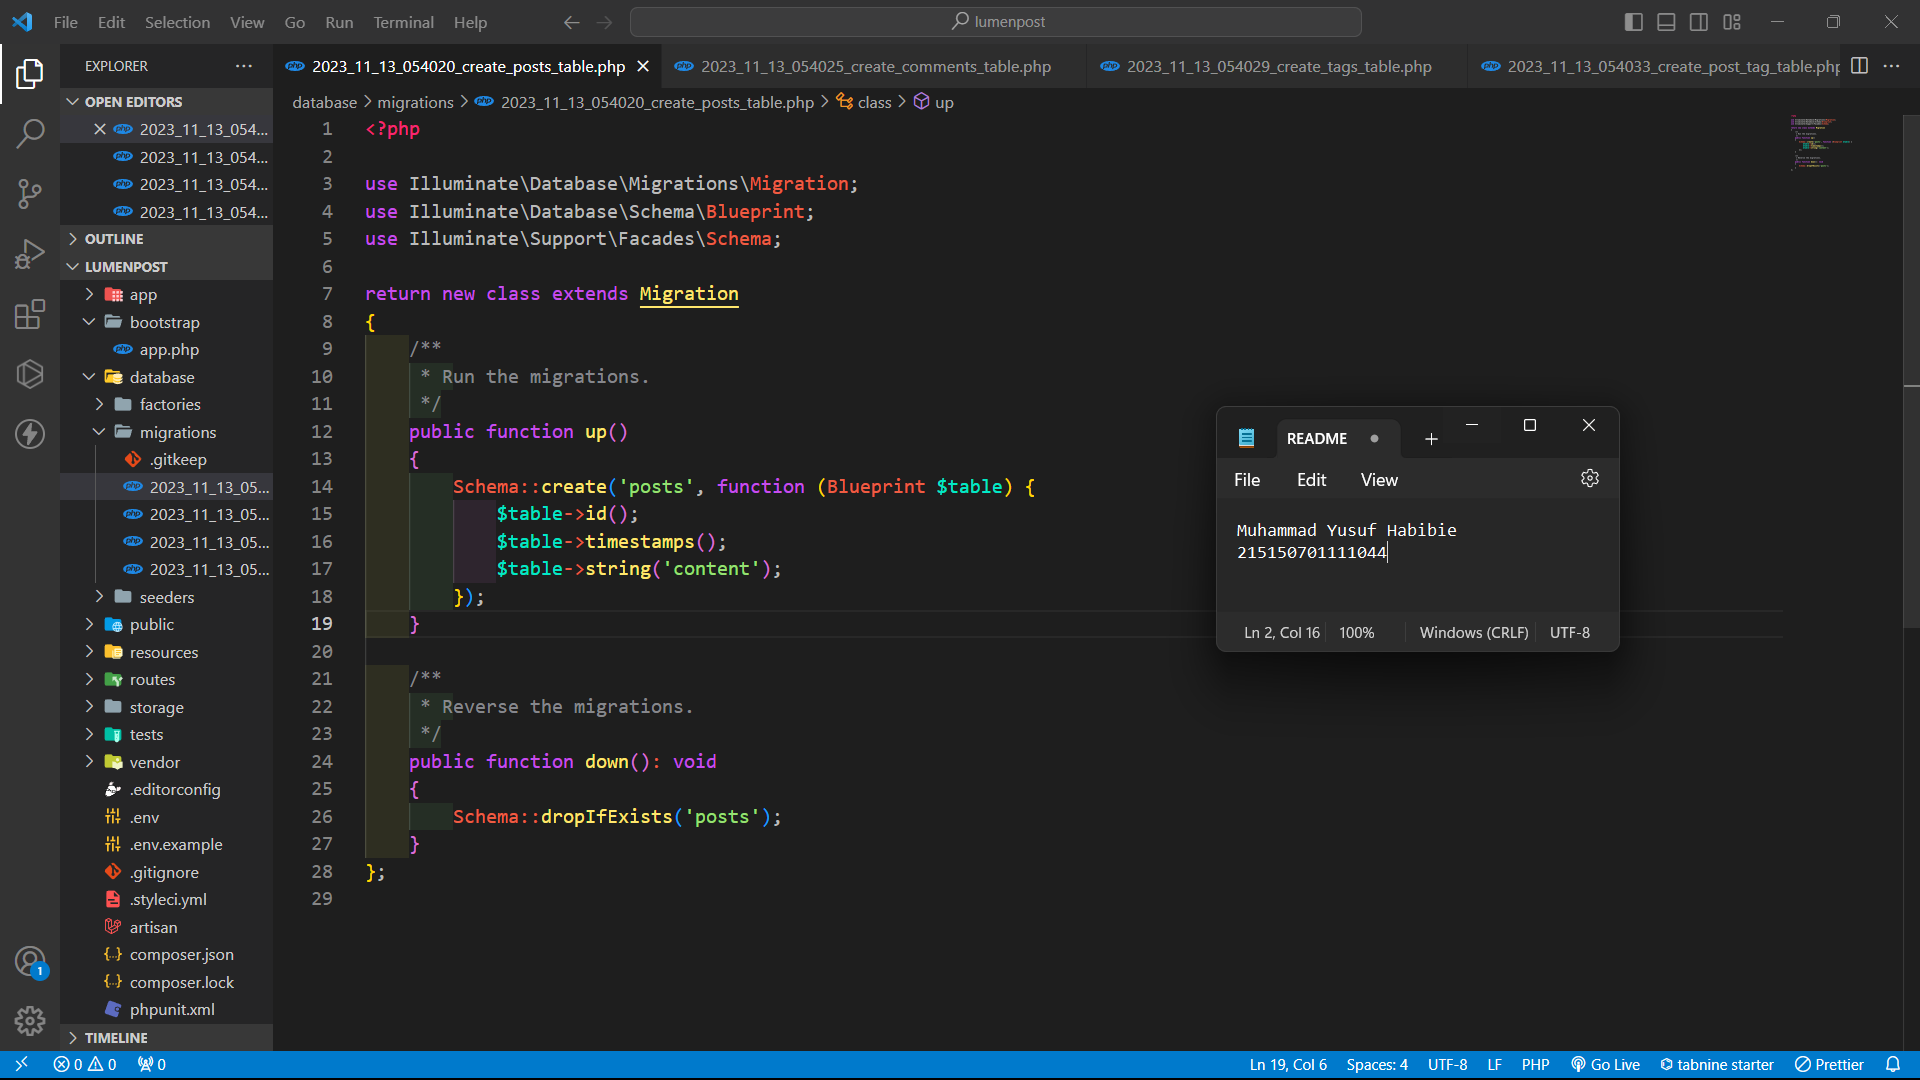 File Edit Selection View Go Run Terminal Help lumenpost
EXPLORER
OPEN EDITORS
2023_11_13_054...
2023_11_13_054...
2023_11_13_054...
2023_11_13_054...
OUTLINE
LUMENPOST
app
bootstrap
app.php
database
factories
migrations
.gitkeep
2023_11_13_05...
2023_11_13_05...
2023_11_13_05...
2023_11_13_05...
seeders
public
resources
routes
storage
tests
vendor
.editorconfig
.env
.env.example
.gitignore
.styleci.yml
artisan
composer.json
composer.lock
phpunit.xml
TIMELINE
2023_11_13_054020_create_posts_table.php 2023_11_13_054025_create_comments_table.php 2023_11_13_054029_create_tags_table.php 2023_11_13_054033_create_post_tag_table.php
database > migrations > 2023_11_13_054020_create_posts_table.php > class > up
1 <?php
2
3 use Illuminate\Database\Migrations\Migration;
4 use Illuminate\Database\Schema\Blueprint;
5 use Illuminate\Support\Facades\Schema;
6
7 return new class extends Migration
8 {
9 /**
10 * Run the migrations.
11 */
12 public function up()
13 {
14 Schema::create('posts', function (Blueprint $table) {
15 $table->id();
16 $table->timestamps();
17 $table->string('content');
18 });
19 }
20
21 /**
22 * Reverse the migrations.
23 */
24 public function down(): void
25 {
26 Schema::dropIfExists('posts');
27 }
28 };
29
README
File Edit View
Muhammad Yusuf Habibie
215150701111044
Ln 2, Col 16 100% Windows (CRLF) UTF-8
1
0 0 0 Ln 19, Col 6 Spaces: 4 UTF-8 LF PHP Go Live tabnine starter Prettier